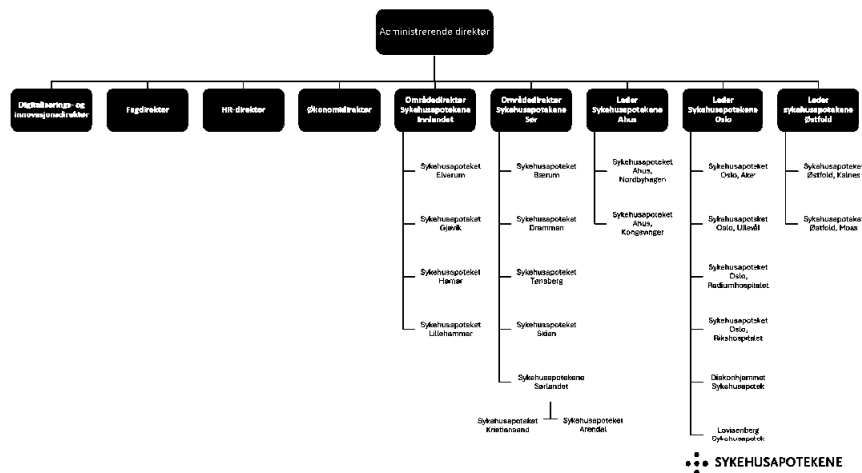 Administrerende direktør
Digitaliserings- og
innovasjonsdirektør
Fagdirektør
HR-direktør
Økonomidirektør
Områdedirektør
Sykehusapotekene
Innlandet
Områdedirektør
Sykehusapotekene
Sør
Leder
Sykehusapotekene
Ahus
Leder
Sykehusapotekene
Oslo
Leder
sykehusapotekene
Østfold
Sykehusapoteket
Elverum
Sykehusapoteket
Gjøvik
Sykehusapoteket
Hamar
Sykehusapoteket
Lillehammer
Sykehusapoteket
Bærum
Sykehusapoteket
Drammen
Sykehusapoteket
Tønsberg
Sykehusapoteket
Skien
Sykehusapotekene
Sørlandet
Sykehusapoteket
Kristiansand
Sykehusapoteket
Arendal
Sykehusapoteket
Ahus,
Nordbyhagen
Sykehusapoteket
Ahus,
Kongsvinger
Sykehusapoteket
Oslo, Aker
Sykehusapoteket
Oslo, Ullevål
Sykehusapoteket
Oslo,
Radiumhospitalet
Sykehusapoteket
Oslo,
Rikshospitalet
Diakonhjemmet
Sykehusapotek
Lovisenberg
Sykehusapotek
Sykehusapoteket
Østfold, Kalnes
Sykehusapoteket
Østfold, Moss
SYKEHUSAPOTEKENE